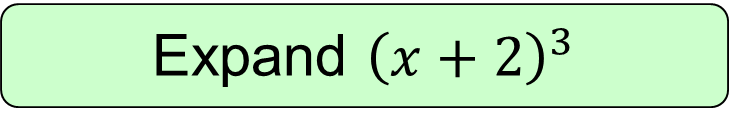 Expand $(x + 2)^3$